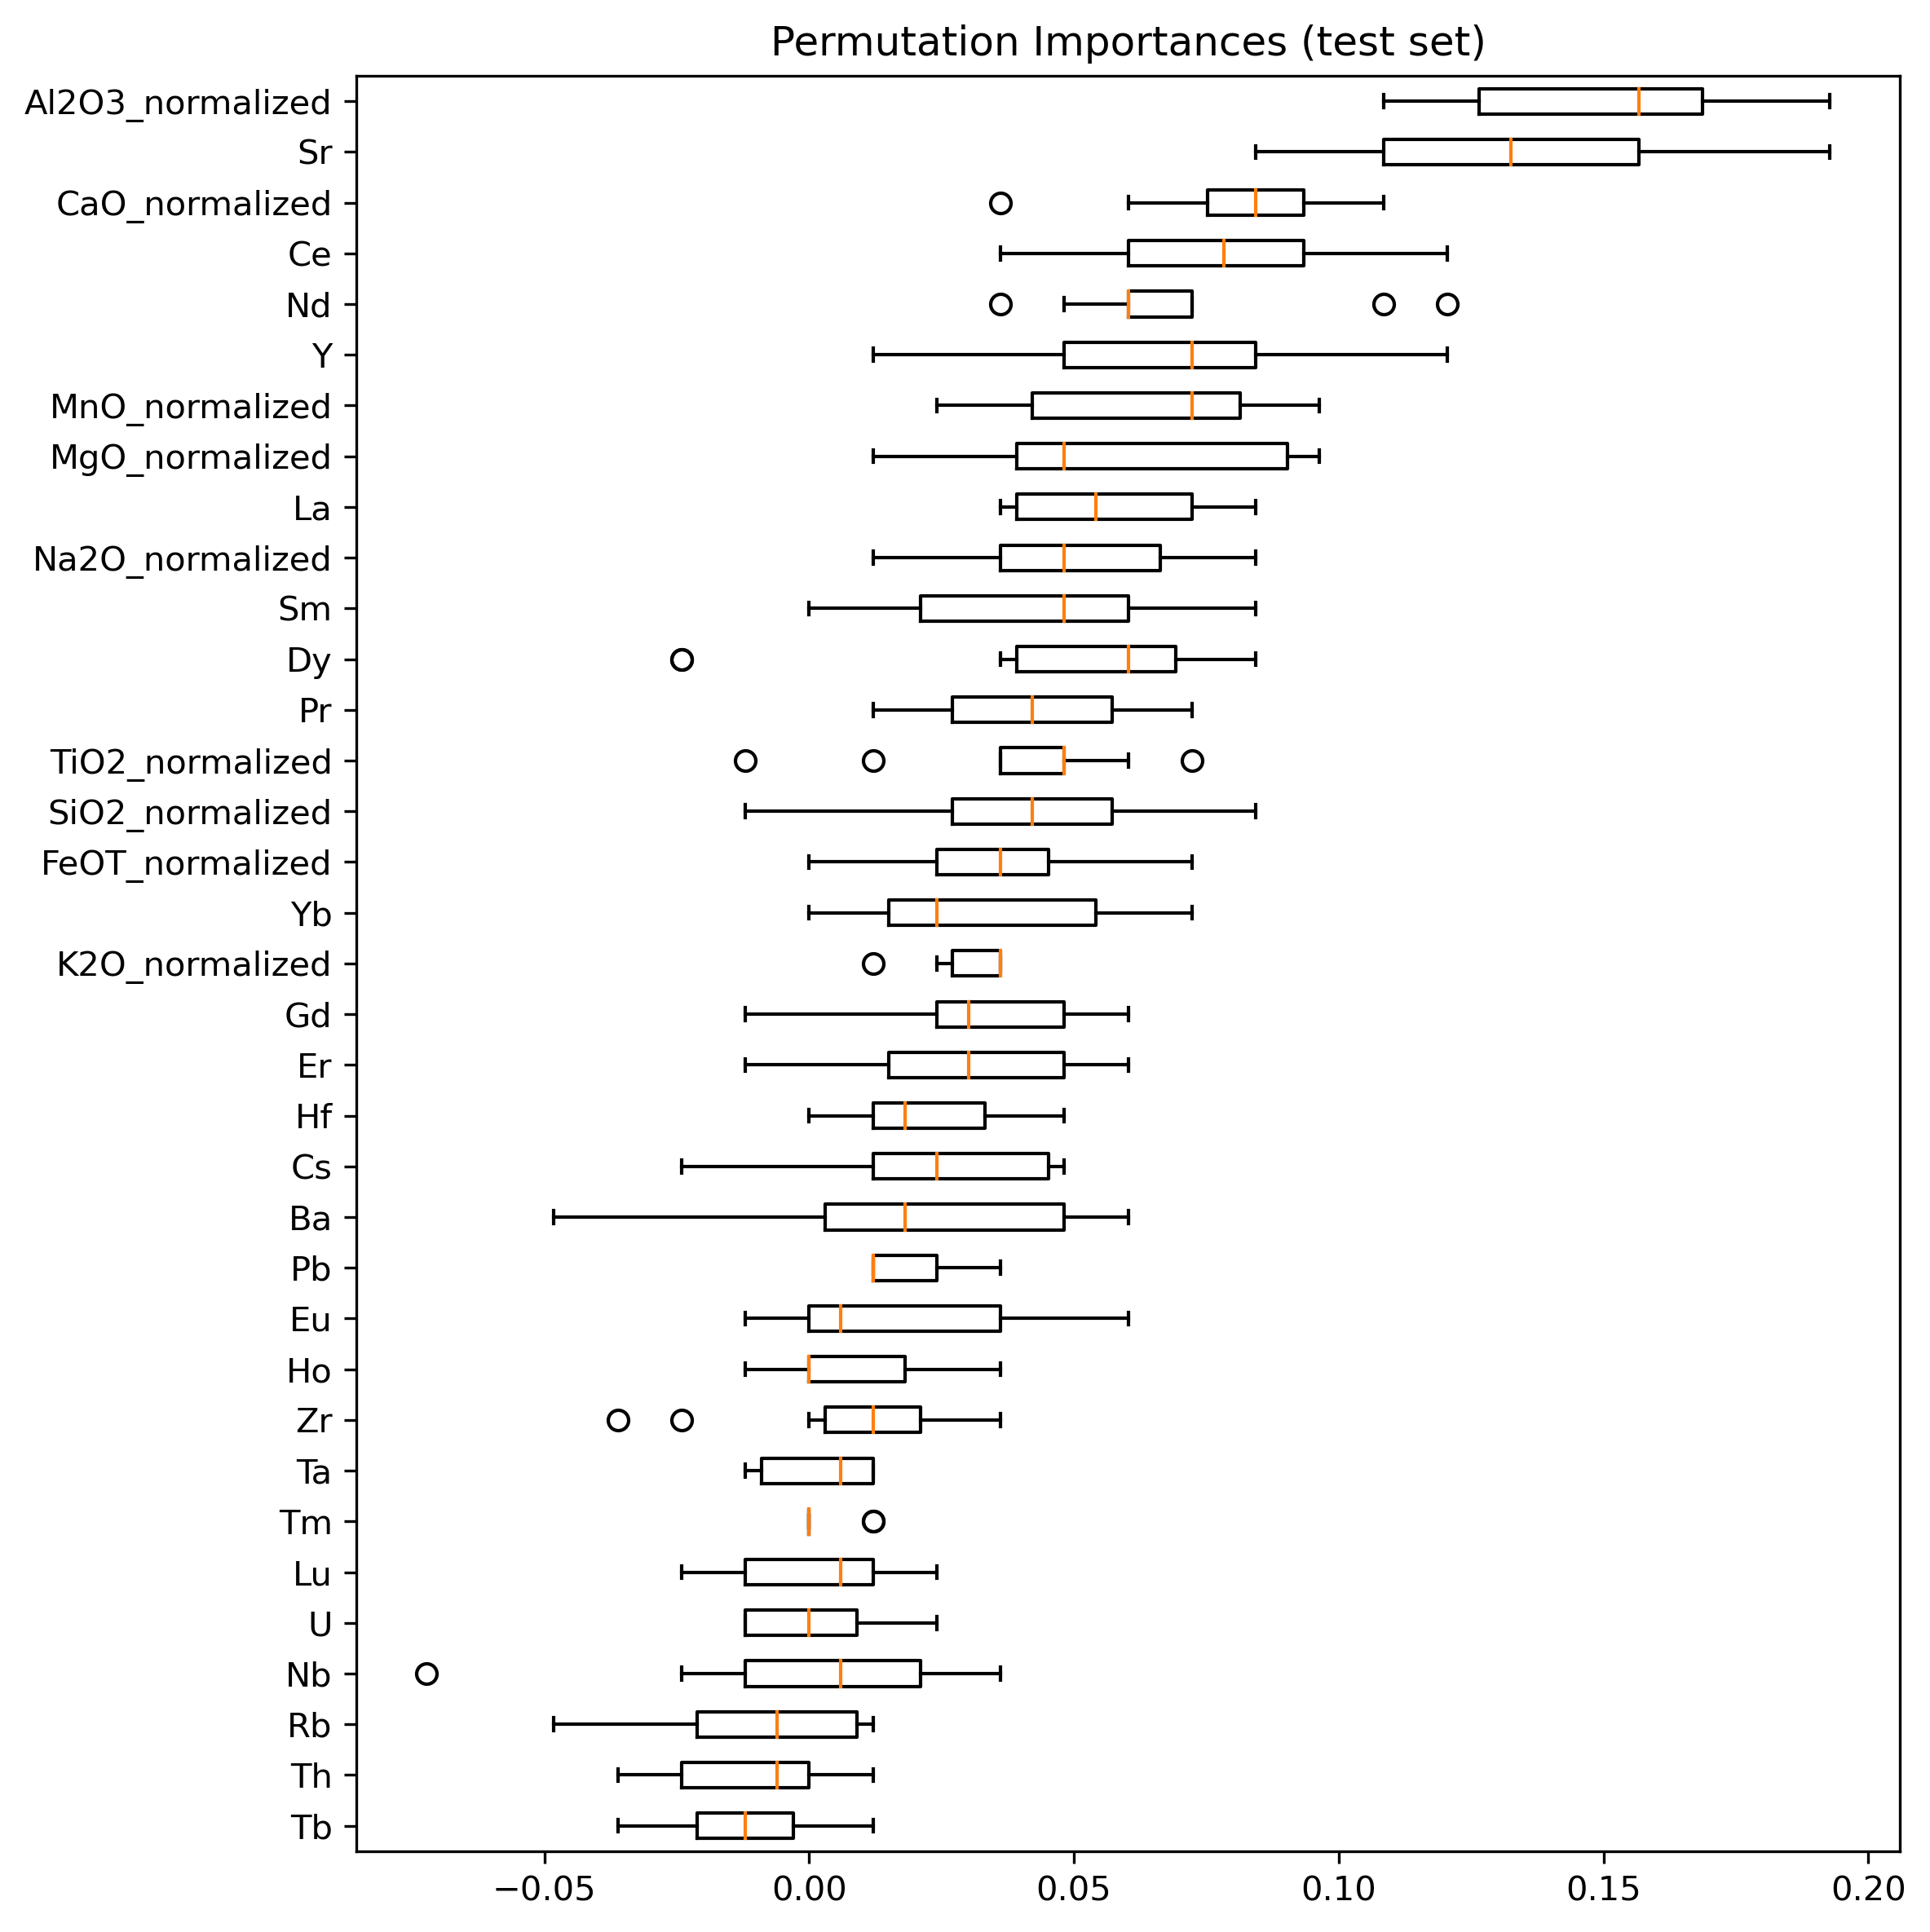 Permutation Importances (test set)
Al2O3_normalized
Sr
CaO_normalized
Ce
Nd
Y
MnO_normalized
MgO_normalized
La
Na2O_normalized
Sm
Dy
Pr
TiO2_normalized
SiO2_normalized
FeOT_normalized
Yb
K2O_normalized
Gd
Er
Hf
Cs
Ba
Pb
Eu
Ho
Zr
Ta
Tm
Lu
U
Nb
Rb
Th
Tb
−0.05 0.00 0.05 0.10 0.15 0.20